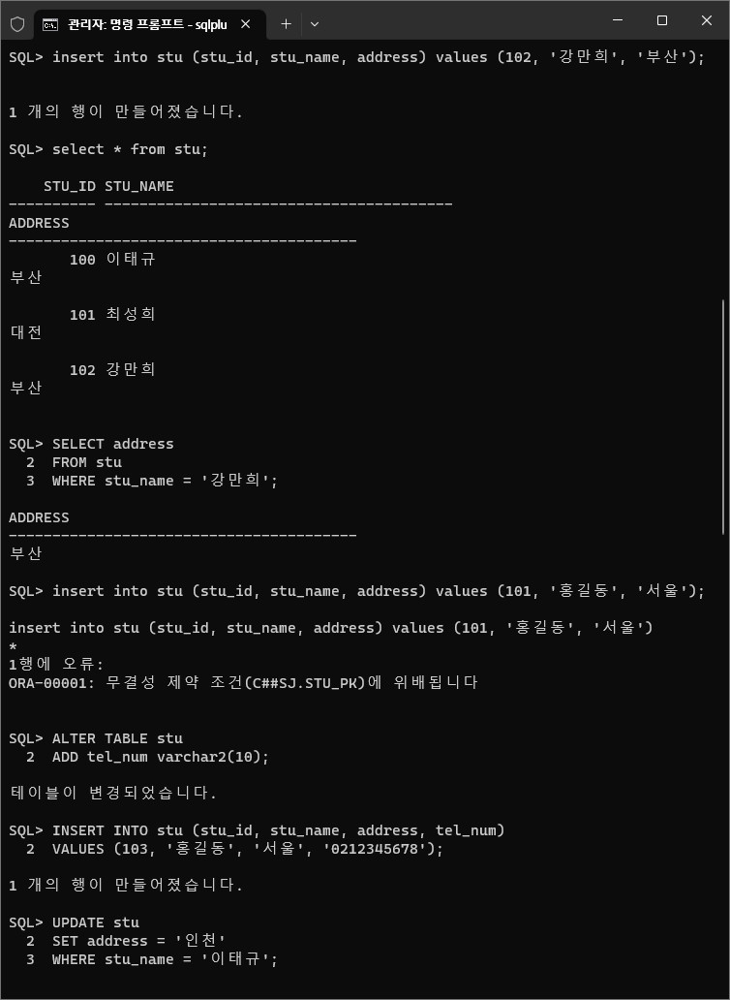 관리자: 명령 프롬프트 - sqlplu
SQL> insert into stu (stu_id, stu_name, address) values (102, '강만희', '부산');
1 개의 행이 만들어졌습니다.
SQL> select * from stu;
    STU_ID STU_NAME
---------- ----------------------------------------
ADDRESS
----------------------------------------
       100 이태규
부산
       101 최성희
대전
       102 강만희
부산
SQL> SELECT address
  2  FROM stu
  3  WHERE stu_name = '강만희';
ADDRESS
----------------------------------------
부산
SQL> insert into stu (stu_id, stu_name, address) values (101, '홍길동', '서울');
insert into stu (stu_id, stu_name, address) values (101, '홍길동', '서울')
*
1행에 오류:
ORA-00001: 무결성 제약 조건(C##SJ.STU_PK)에 위배됩니다
SQL> ALTER TABLE stu
  2  ADD tel_num varchar2(10);
테이블이 변경되었습니다.
SQL> INSERT INTO stu (stu_id, stu_name, address, tel_num)
  2  VALUES (103, '홍길동', '서울', '0212345678');
1 개의 행이 만들어졌습니다.
SQL> UPDATE stu
  2  SET address = '인천'
  3  WHERE stu_name = '이태규';